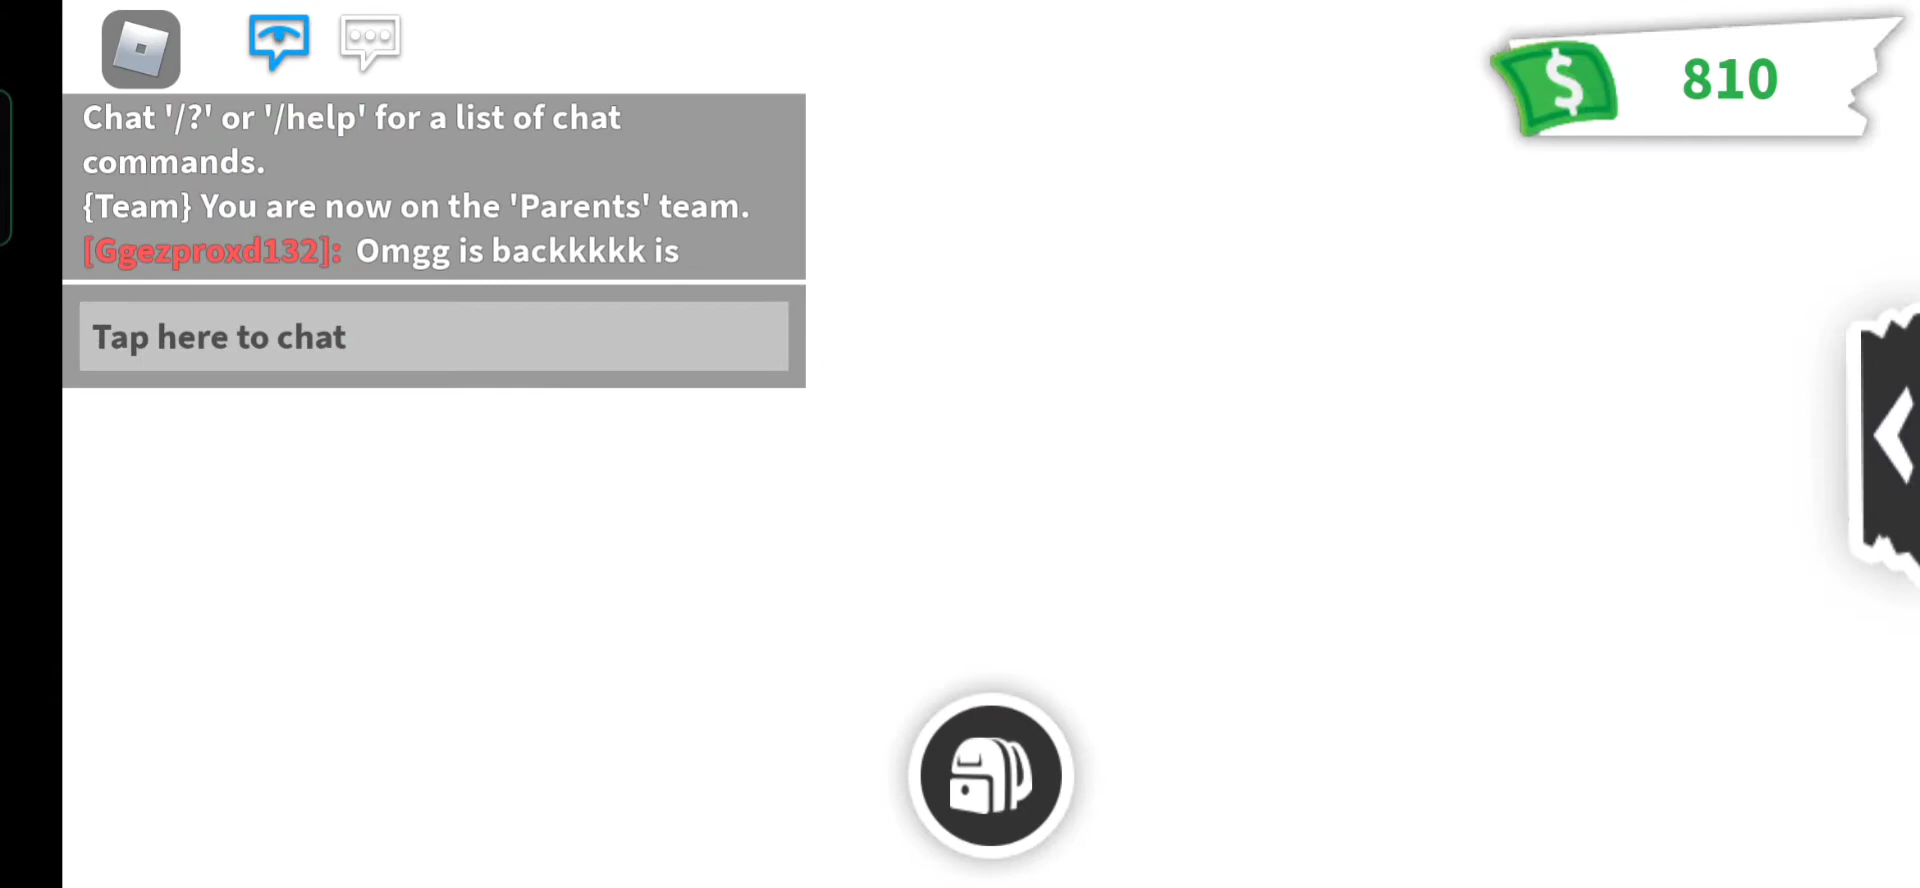 810
Chat '/?' or '/help' for a list of chat
commands.
{Team} You are now on the 'Parents' team.
[Ggezproxd132]: Omgg is backkkkk is
Tap here to chat